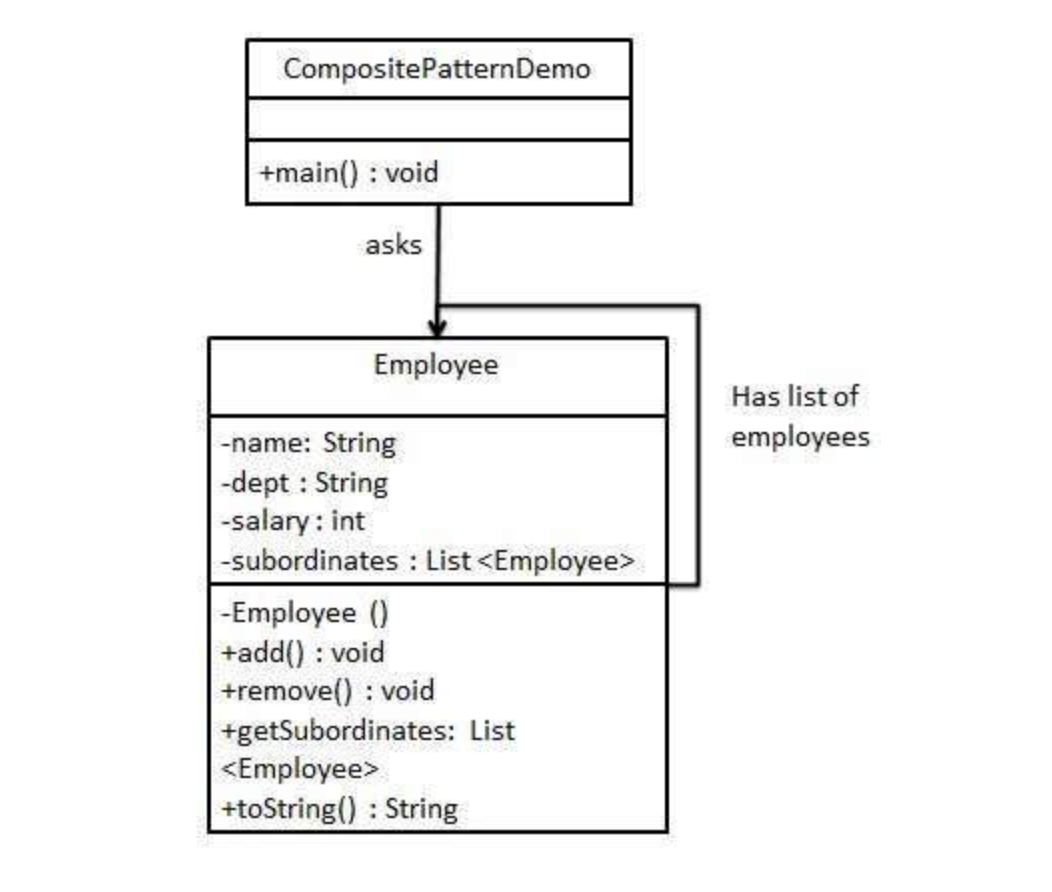 CompositePatternDemo
+main() : void
asks
Employee
Has list of
employees
-name: String
-dept : String
-salary : int
-subordinates : List <Employee>
-Employee ()
+add() : void
+remove() : void
+getSubordinates: List
<Employee>
+toString() : String